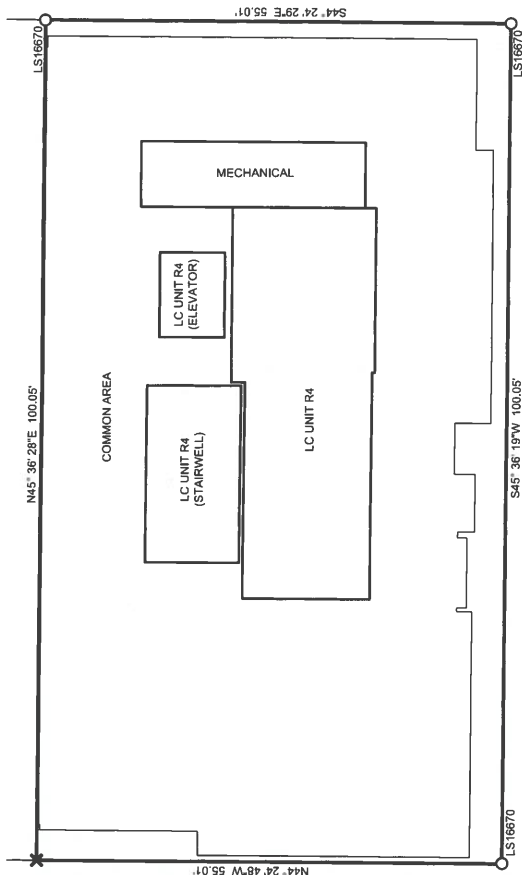 S44° 24' 29"E 55.01'
LS16670
LS16670
N45° 36' 28"E 100.05'
COMMON AREA
MECHANICAL
LC UNIT R4
(ELEVATOR)
LC UNIT R4
(STAIRWELL)
LC UNIT R4
S45° 36' 19"W 100.05'
LS16670
N44° 24' 48"W 55.01'